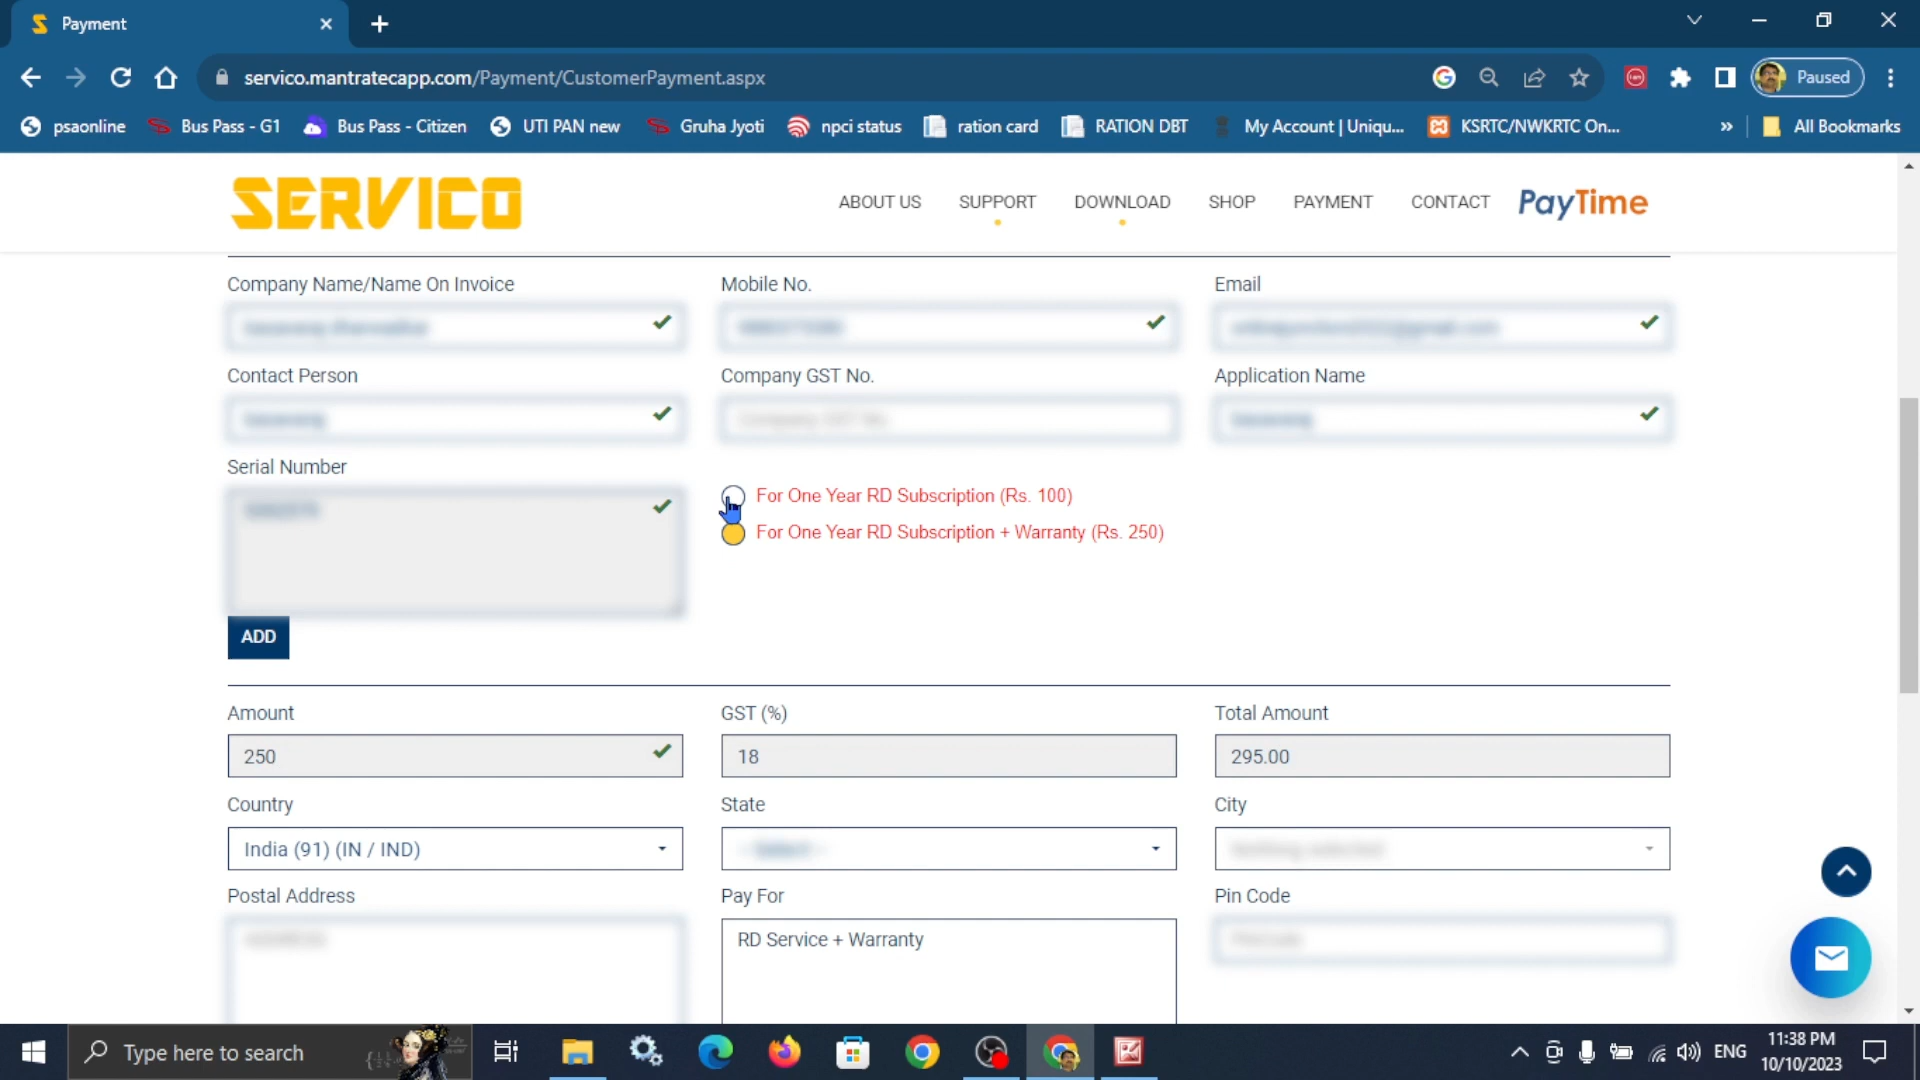 Payment
servico.mantratecapp.com/Payment/CustomerPayment.aspx
Paused
psaonline
Bus Pass - G1
Bus Pass - Citizen
UTI PAN new
Gruha Jyoti
npci status
ration card
RATION DBT
My Account | Uniqu...
KSRTC/NWKRTC On...
»
All Bookmarks
SERVICO
ABOUT US
SUPPORT
DOWNLOAD
SHOP
PAYMENT
CONTACT
PayTime
Company Name/Name On Invoice
Mobile No.
Email
Contact Person
Company GST No.
Application Name
Serial Number
For One Year RD Subscription (Rs. 100)
For One Year RD Subscription + Warranty (Rs. 250)
ADD
Amount
GST (%)
Total Amount
250
18
295.00
Country
State
City
India (91) (IN / IND)
Postal Address
Pay For
Pin Code
RD Service + Warranty
Type here to search
ENG
11:38 PM
10/10/2023